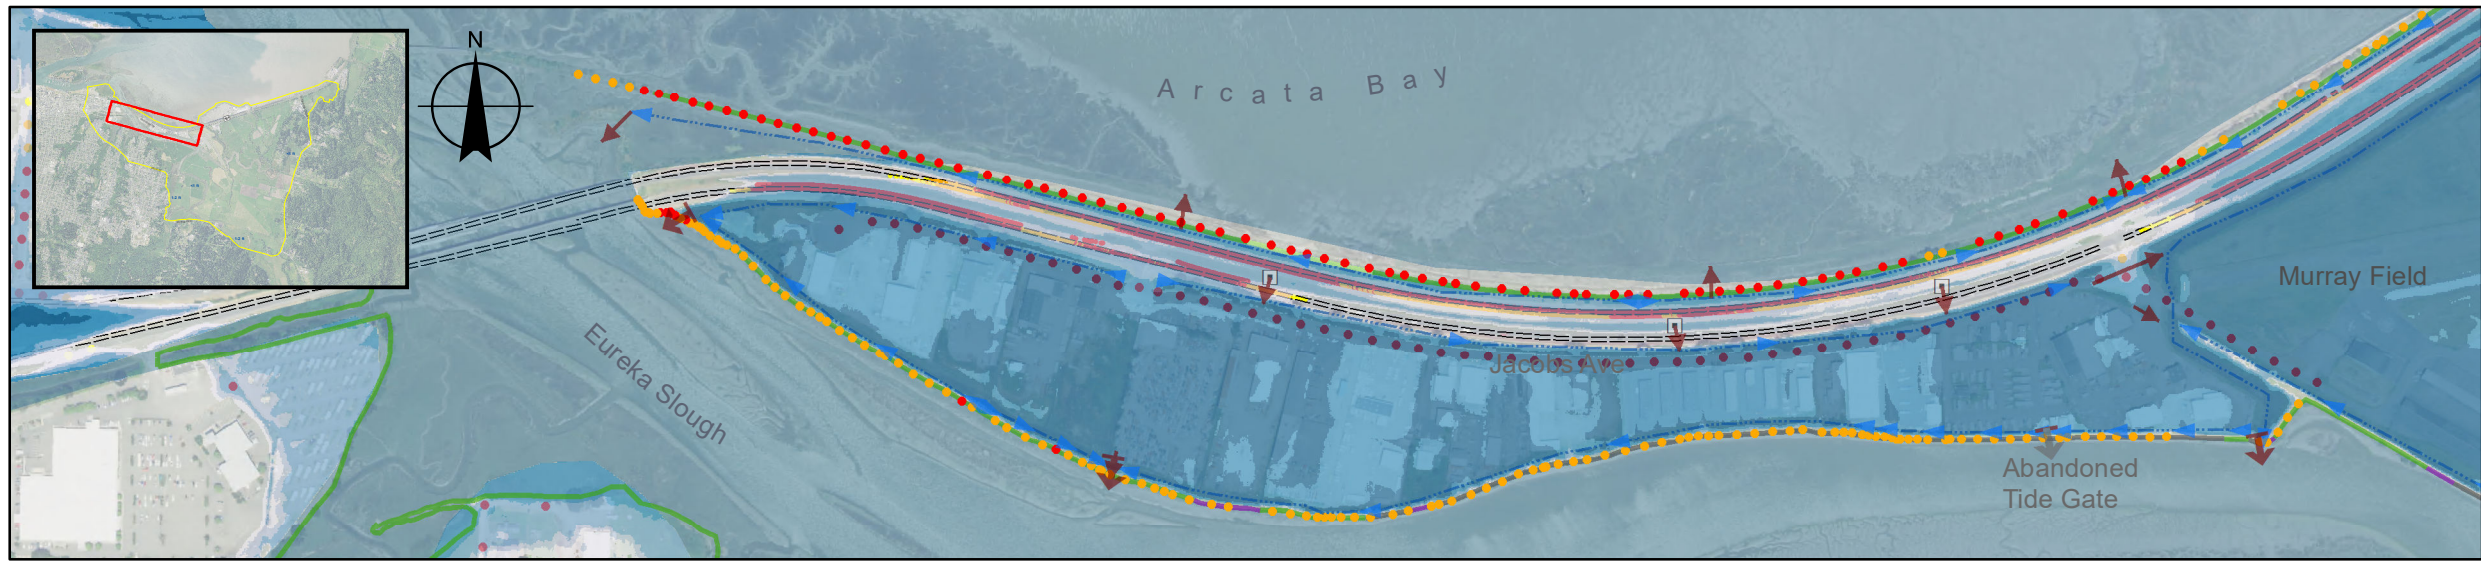 N
Arcata Bay
Murray Field
Eureka Slough
Jacobs Ave
Abandoned
Tide Gate